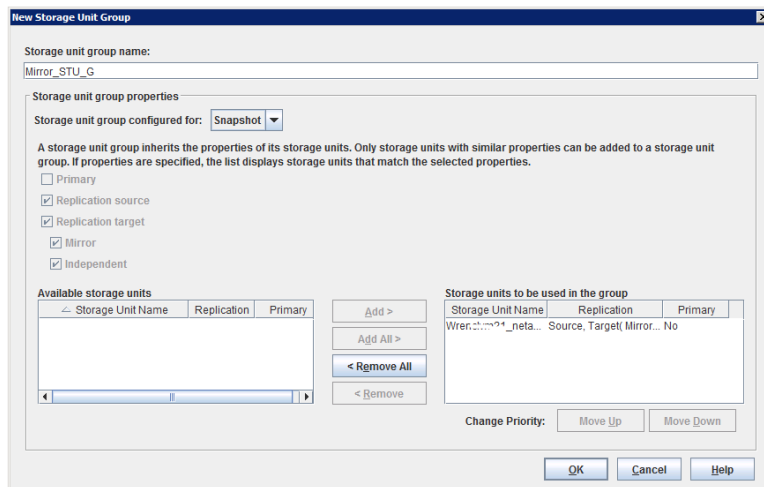 New Storage Unit Group
Storage unit group name:
Mirror_STU_G
Storage unit group properties
Storage unit group configured for: Snapshot
A storage unit group inherits the properties of its storage units. Only storage units with similar properties can be added to a storage unit
group. If properties are specified, the list displays storage units that match the selected properties.
Primary
Replication source
Replication target
Mirror
Independent
Available storage units
Storage Unit Name Replication Primary
Add >
Add All >
< Remove All
< Remove
Storage units to be used in the group
Storage Unit Name Replication Primary
Source, Target( Mirror... No
Change Priority: Move Up Move Down
OK Cancel Help